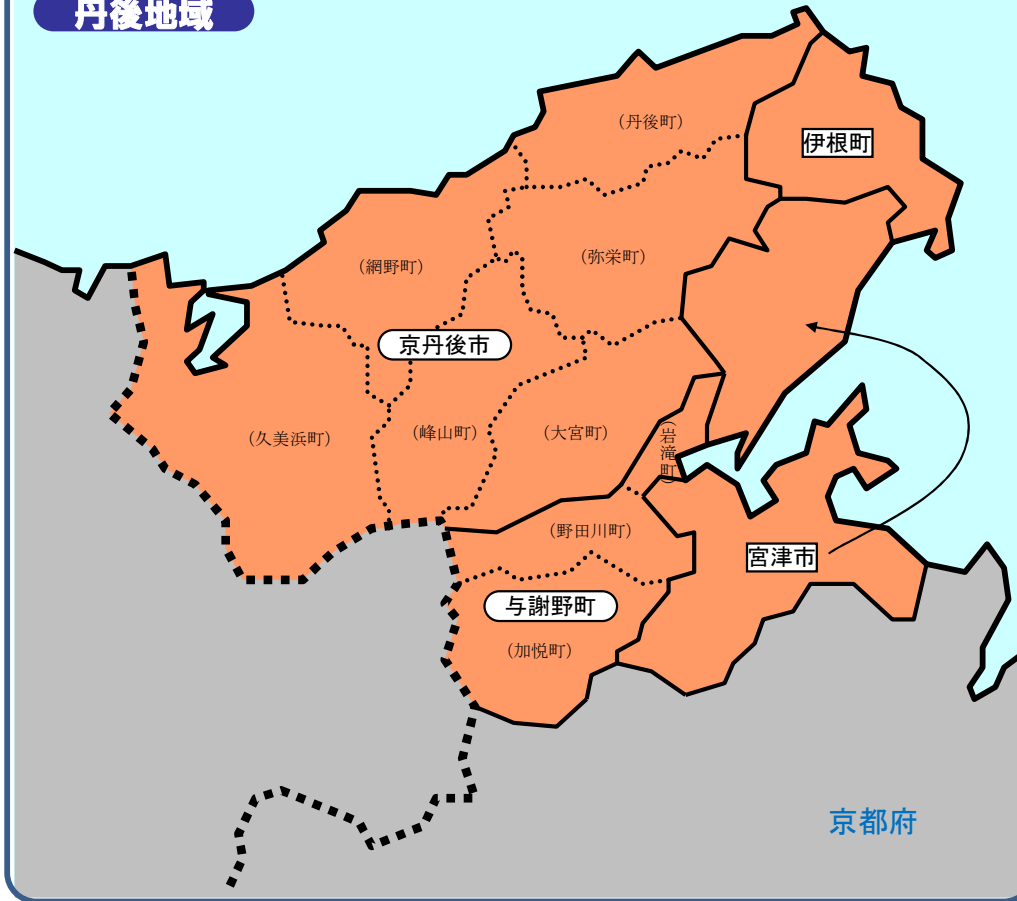 丹後地域
（丹後町）
伊根町
（網野町）
（弥栄町）
京丹後市
（久美浜町）
（峰山町）
（大宮町）
（岩滝町）
（野田川町）
宮津市
与謝野町
（加悦町）
京都府